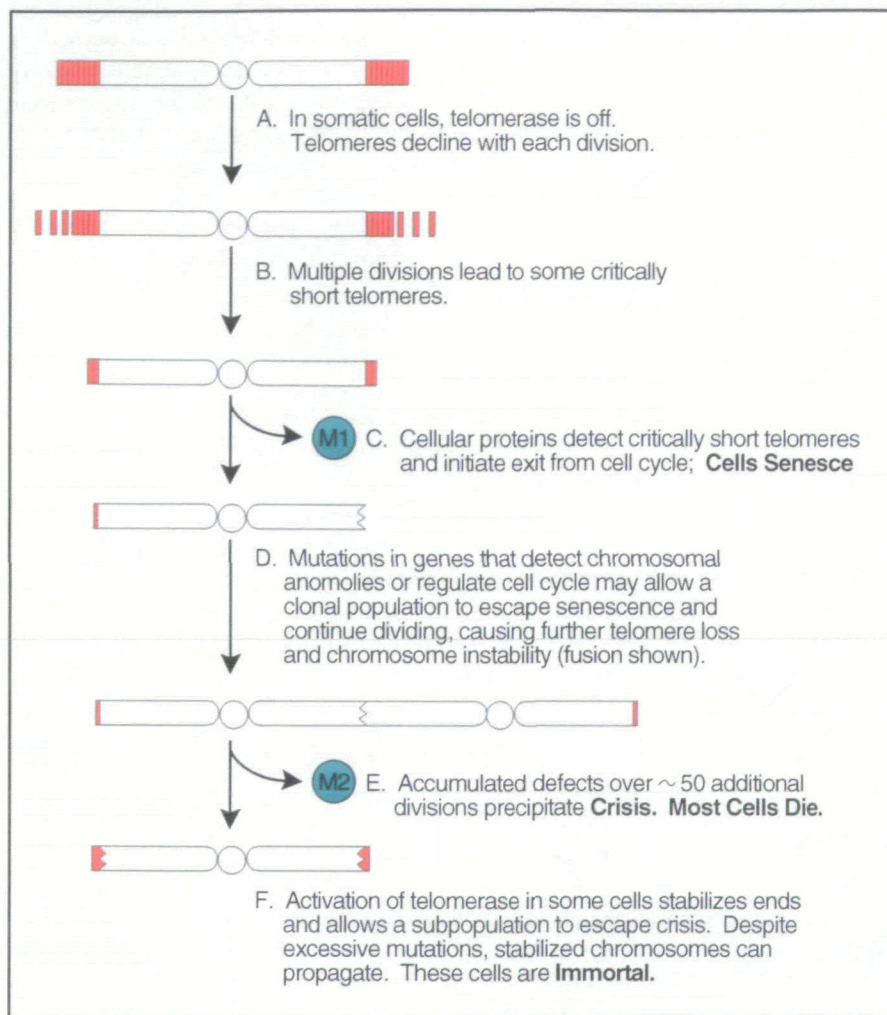 A. In somatic cells, telomerase is off.
Telomeres decline with each division.
B. Multiple divisions lead to some critically
short telomeres.
M1 C. Cellular proteins detect critically short telomeres
and initiate exit from cell cycle; Cells Senesce
D. Mutations in genes that detect chromosomal
anomolies or regulate cell cycle may allow a
clonal population to escape senescence and
continue dividing, causing further telomere loss
and chromosome instability (fusion shown).
M2 E. Accumulated defects over ~ 50 additional
divisions precipitate Crisis. Most Cells Die.
F. Activation of telomerase in some cells stabilizes ends
and allows a subpopulation to escape crisis. Despite
excessive mutations, stabilized chromosomes can
propagate. These cells are Immortal.